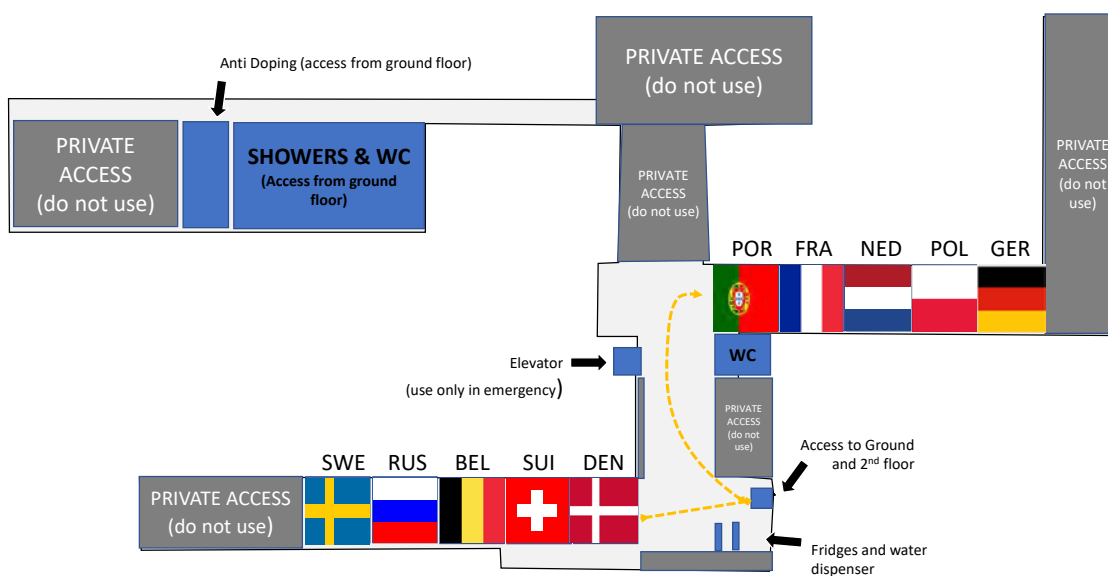 Anti Doping (access from ground floor)
PRIVATE ACCESS
(do not use)
PRIVATE
ACCESS
(do not use)
SHOWERS & WC
(Access from ground
floor)
PRIVATE
ACCESS
(do not use)
PRIVATE
ACCESS
(do not
use)
POR FRA NED POL GER
Elevator
(use only in emergency)
WC
PRIVATE
ACCESS
(do not
use)
Access to Ground
and 2nd floor
SWE RUS BEL SUI DEN
PRIVATE ACCESS
(do not use)
Fridges and water
dispenser